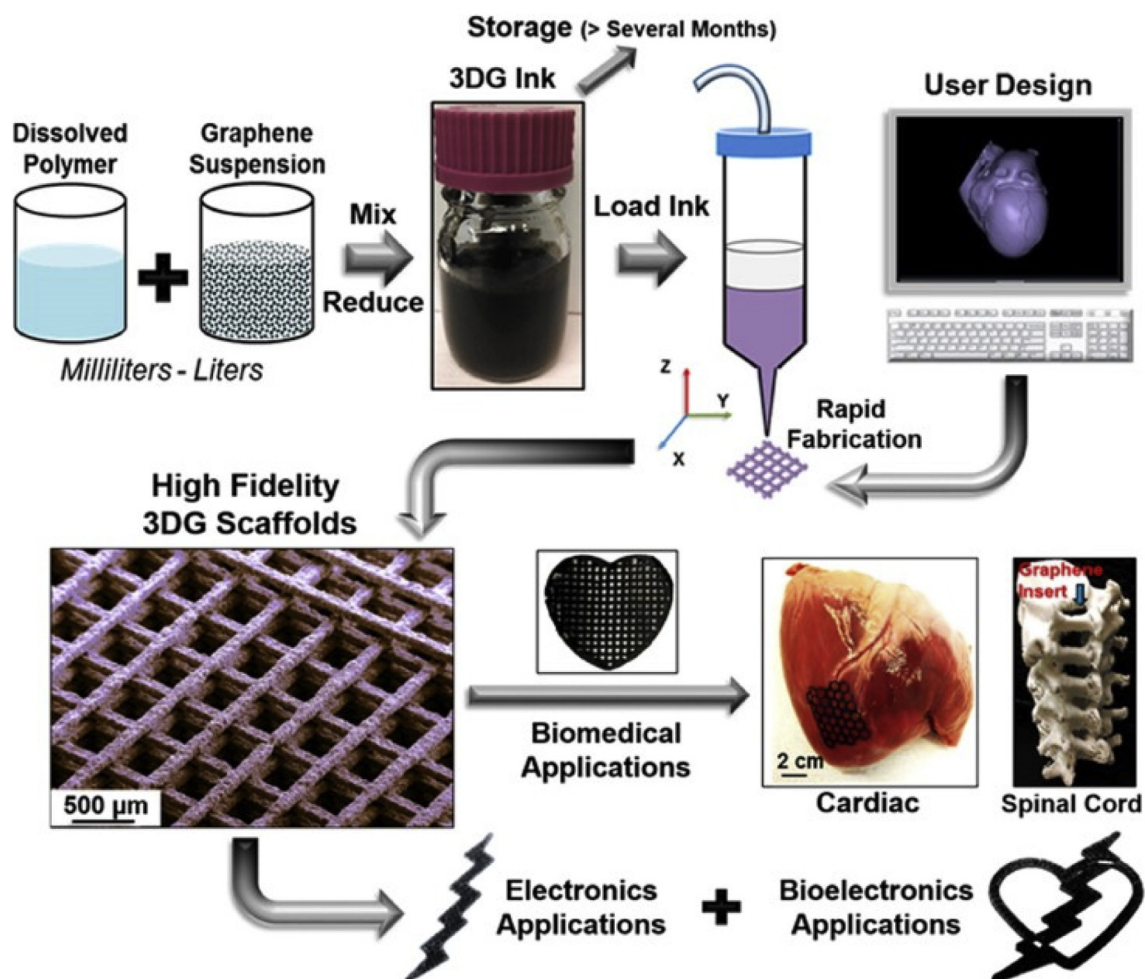 Storage (> Several Months)
3DG Ink
User Design
Dissolved
Polymer
Graphene
Suspension
Mix
Reduce
Load Ink
Milliliters - Liters
Z
Y
X
Rapid
Fabrication
High Fidelity
3DG Scaffolds
500 µm
Biomedical
Applications
2 cm
Cardiac
Graphene
Insert
Spinal Cord
Electronics
Applications
Bioelectronics
Applications